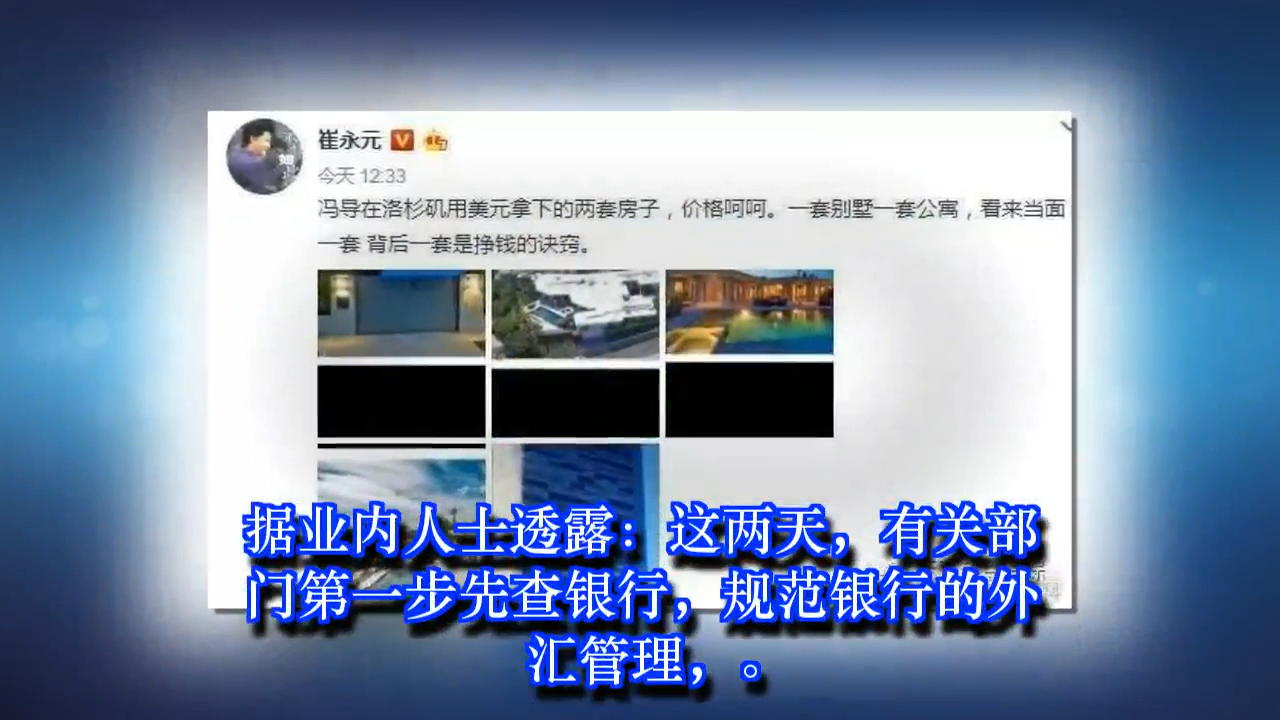 崔永元
今天 12:33
冯导在洛杉矶用美元拿下的两套房子，价格呵呵。一套别墅一套公寓，看来当面
一套 背后一套是挣钱的诀窍。
据业内人士透露：这两天，有关部
门第一步先查银行，规范银行的外
汇管理，。